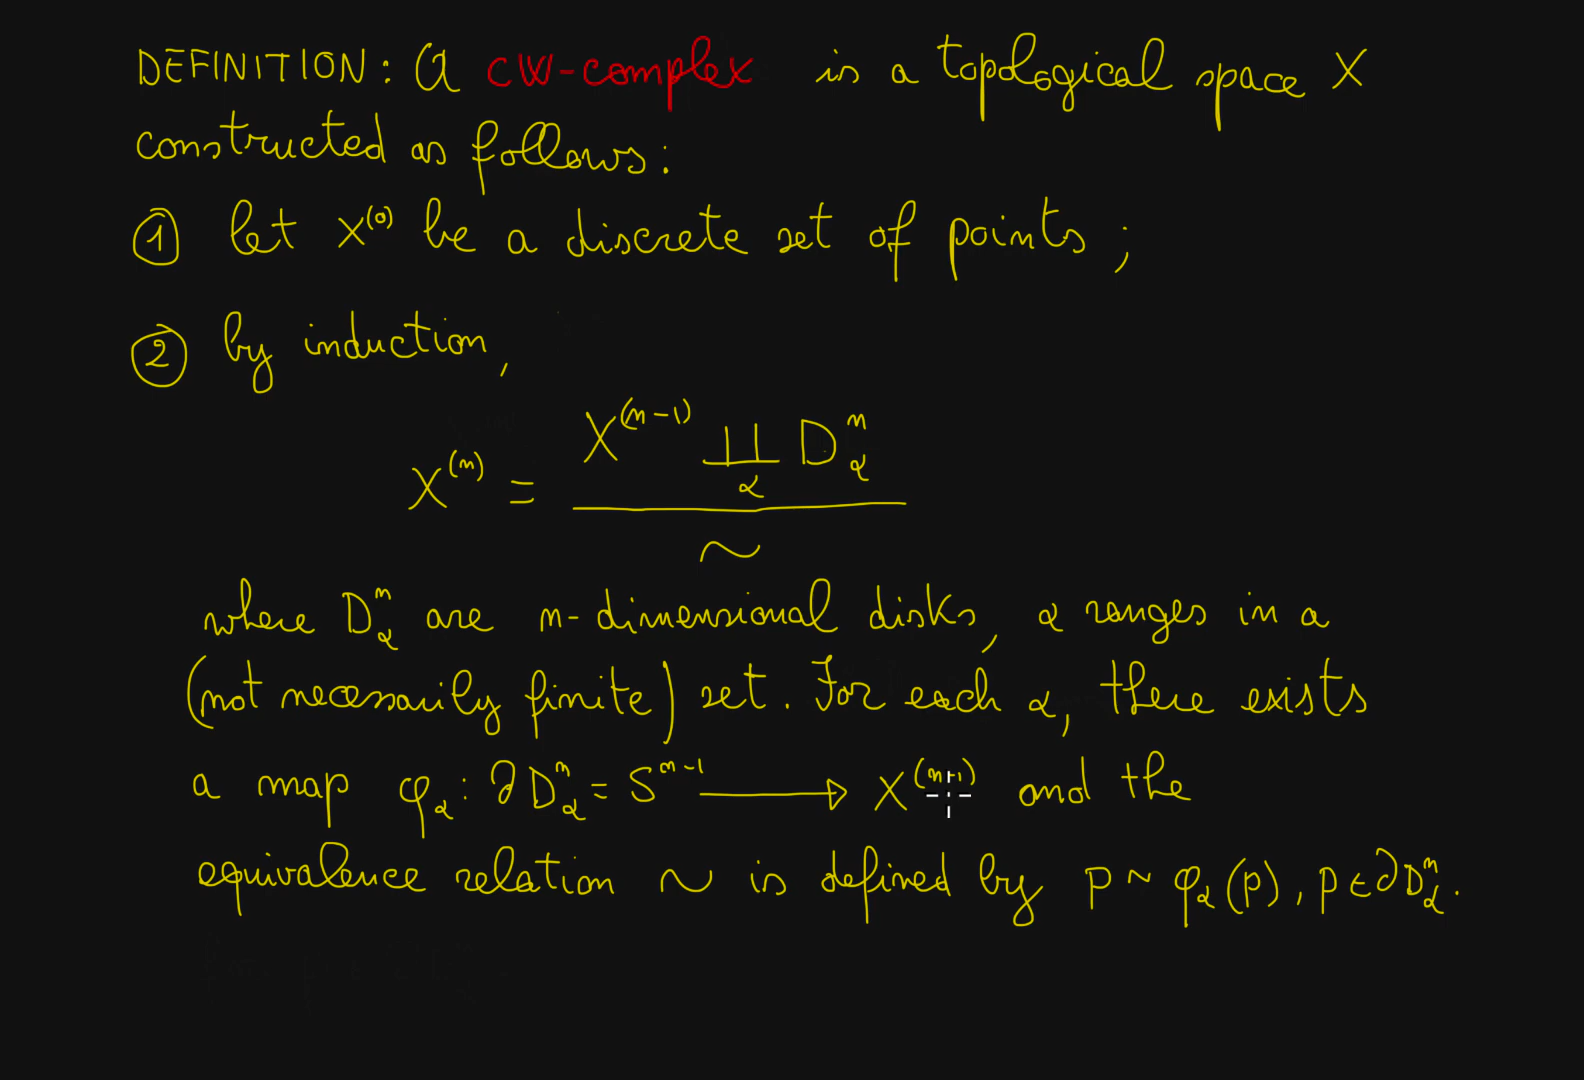 DEFINITION: A CW-complex is a topological space X
constructed as follows:
① let X⁽⁰⁾ be a discrete set of points;
② by induction,
X⁽ⁿ⁾ = (X⁽ⁿ⁻¹⁾ ∐_α D^n_α) / ~
where D^n_α are n-dimensional disks, α ranges in a
(not necessarily finite) set. For each α, there exists
a map φ_α: ∂D^n_α = S^{n-1} ⟶ X^{(n-1)} and the
equivalence relation ~ is defined by p ~ φ_α(p), p ∈ ∂D^n_α.